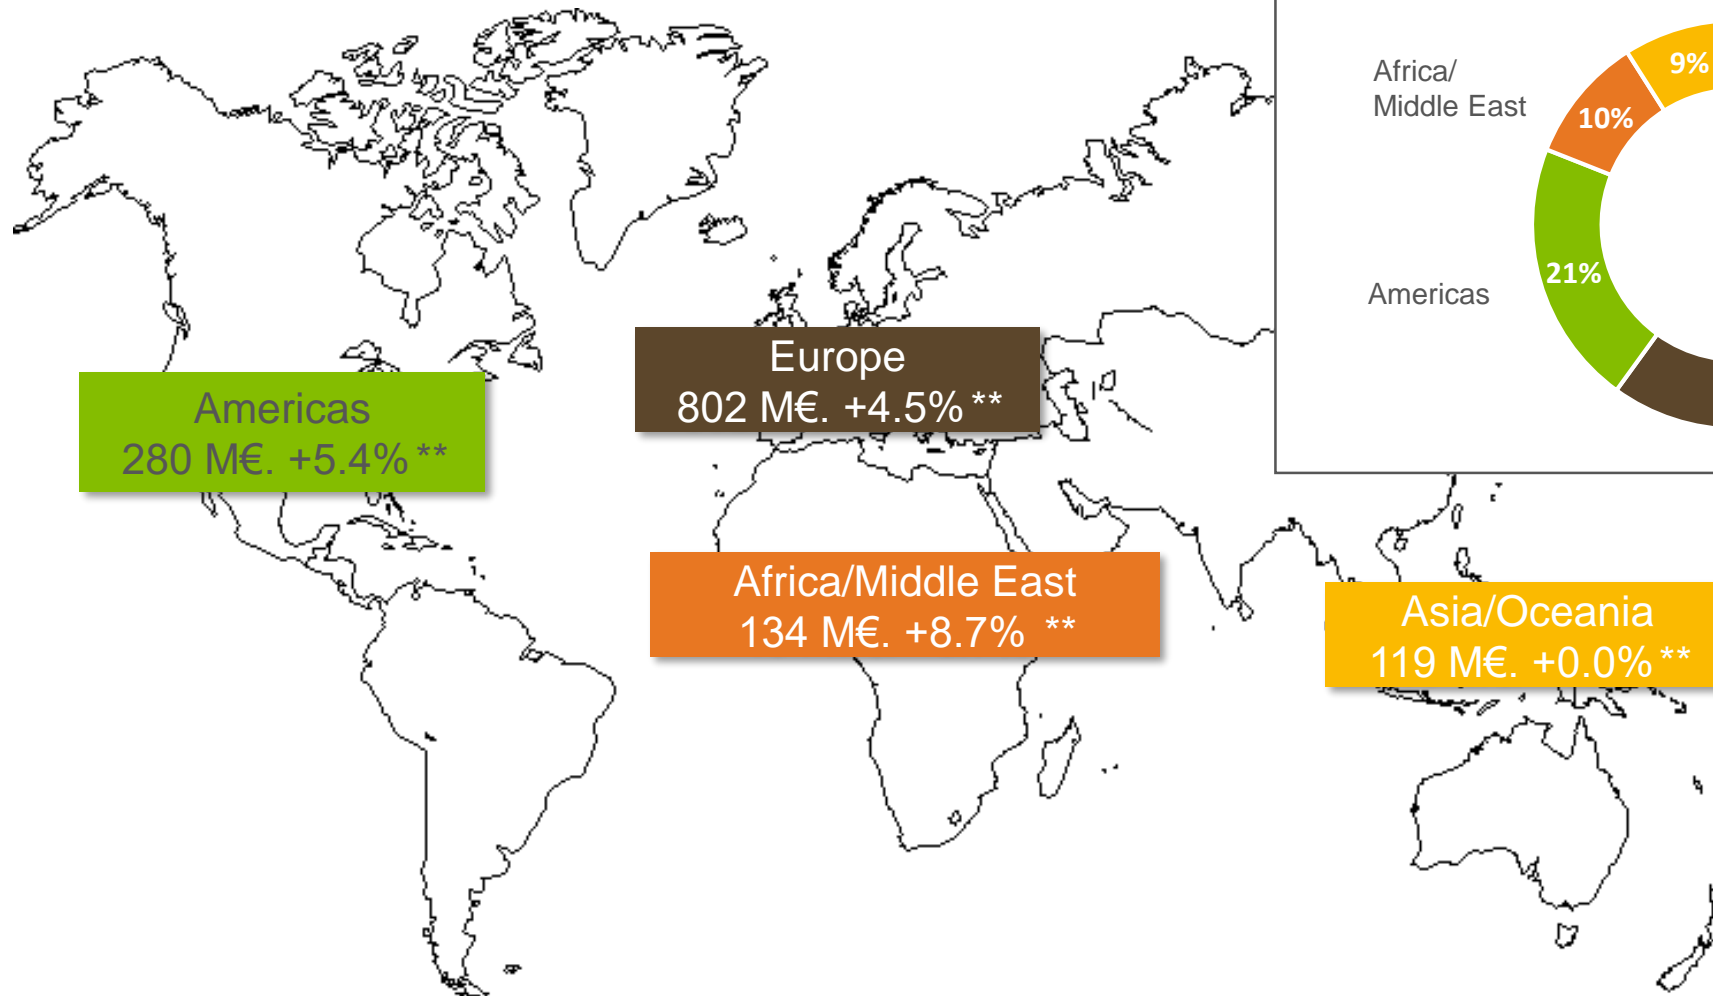 Africa/
Middle East
9%
10%
21%
Americas
Europe
802 M€. +4.5% **
Americas
280 M€. +5.4% **
Africa/Middle East
134 M€. +8.7% **
Asia/Oceania
119 M€. +0.0% **